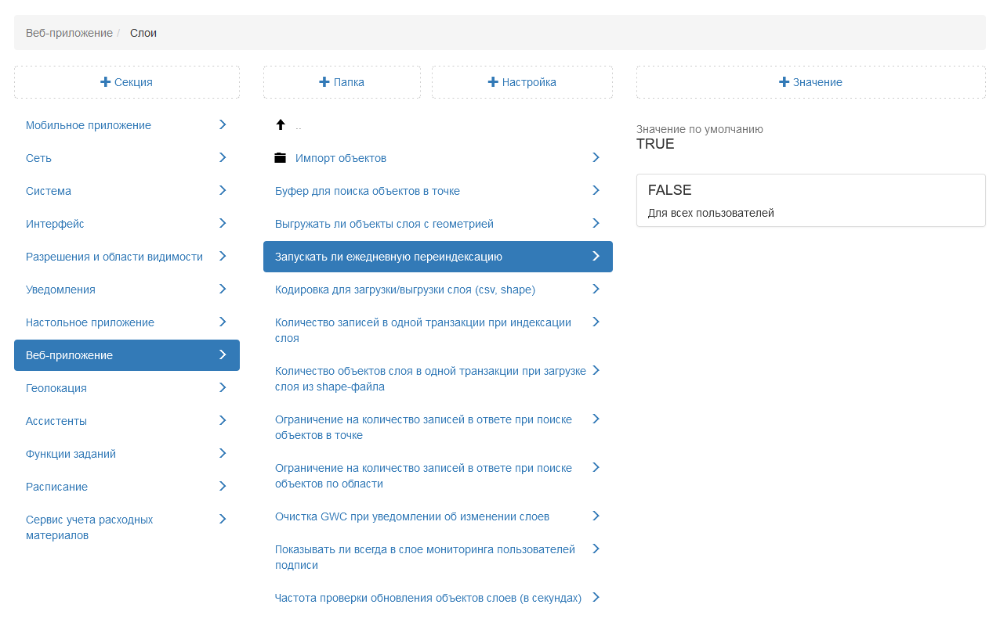 Веб-приложение / Слои
Секция
Мобильное приложение
Сеть
Система
Интерфейс
Разрешения и области видимости
Уведомления
Настольное приложение
Веб-приложение
Геолокация
Ассистенты
Функции заданий
Расписание
Сервис учета расходных
материалов
Папка
Настройка
..
Импорт объектов
Буфер для поиска объектов в точке
Выгружать ли объекты слоя с геометрией
Запускать ли ежедневную переиндексацию
Кодировка для загрузки/выгрузки слоя (csv, shape)
Количество записей в одной транзакции при индексации
слоя
Количество объектов слоя в одной транзакции при загрузке
слоя из shape-файла
Ограничение на количество записей в ответе при поиске
объектов в точке
Ограничение на количество записей в ответе при поиске
объектов по области
Очистка GWC при уведомлении об изменении слоев
Показывать ли всегда в слое мониторинга пользователей
подписи
Частота проверки обновления объектов слоев (в секундах)
Значение
Значение по умолчанию
TRUE
FALSE
Для всех пользователей